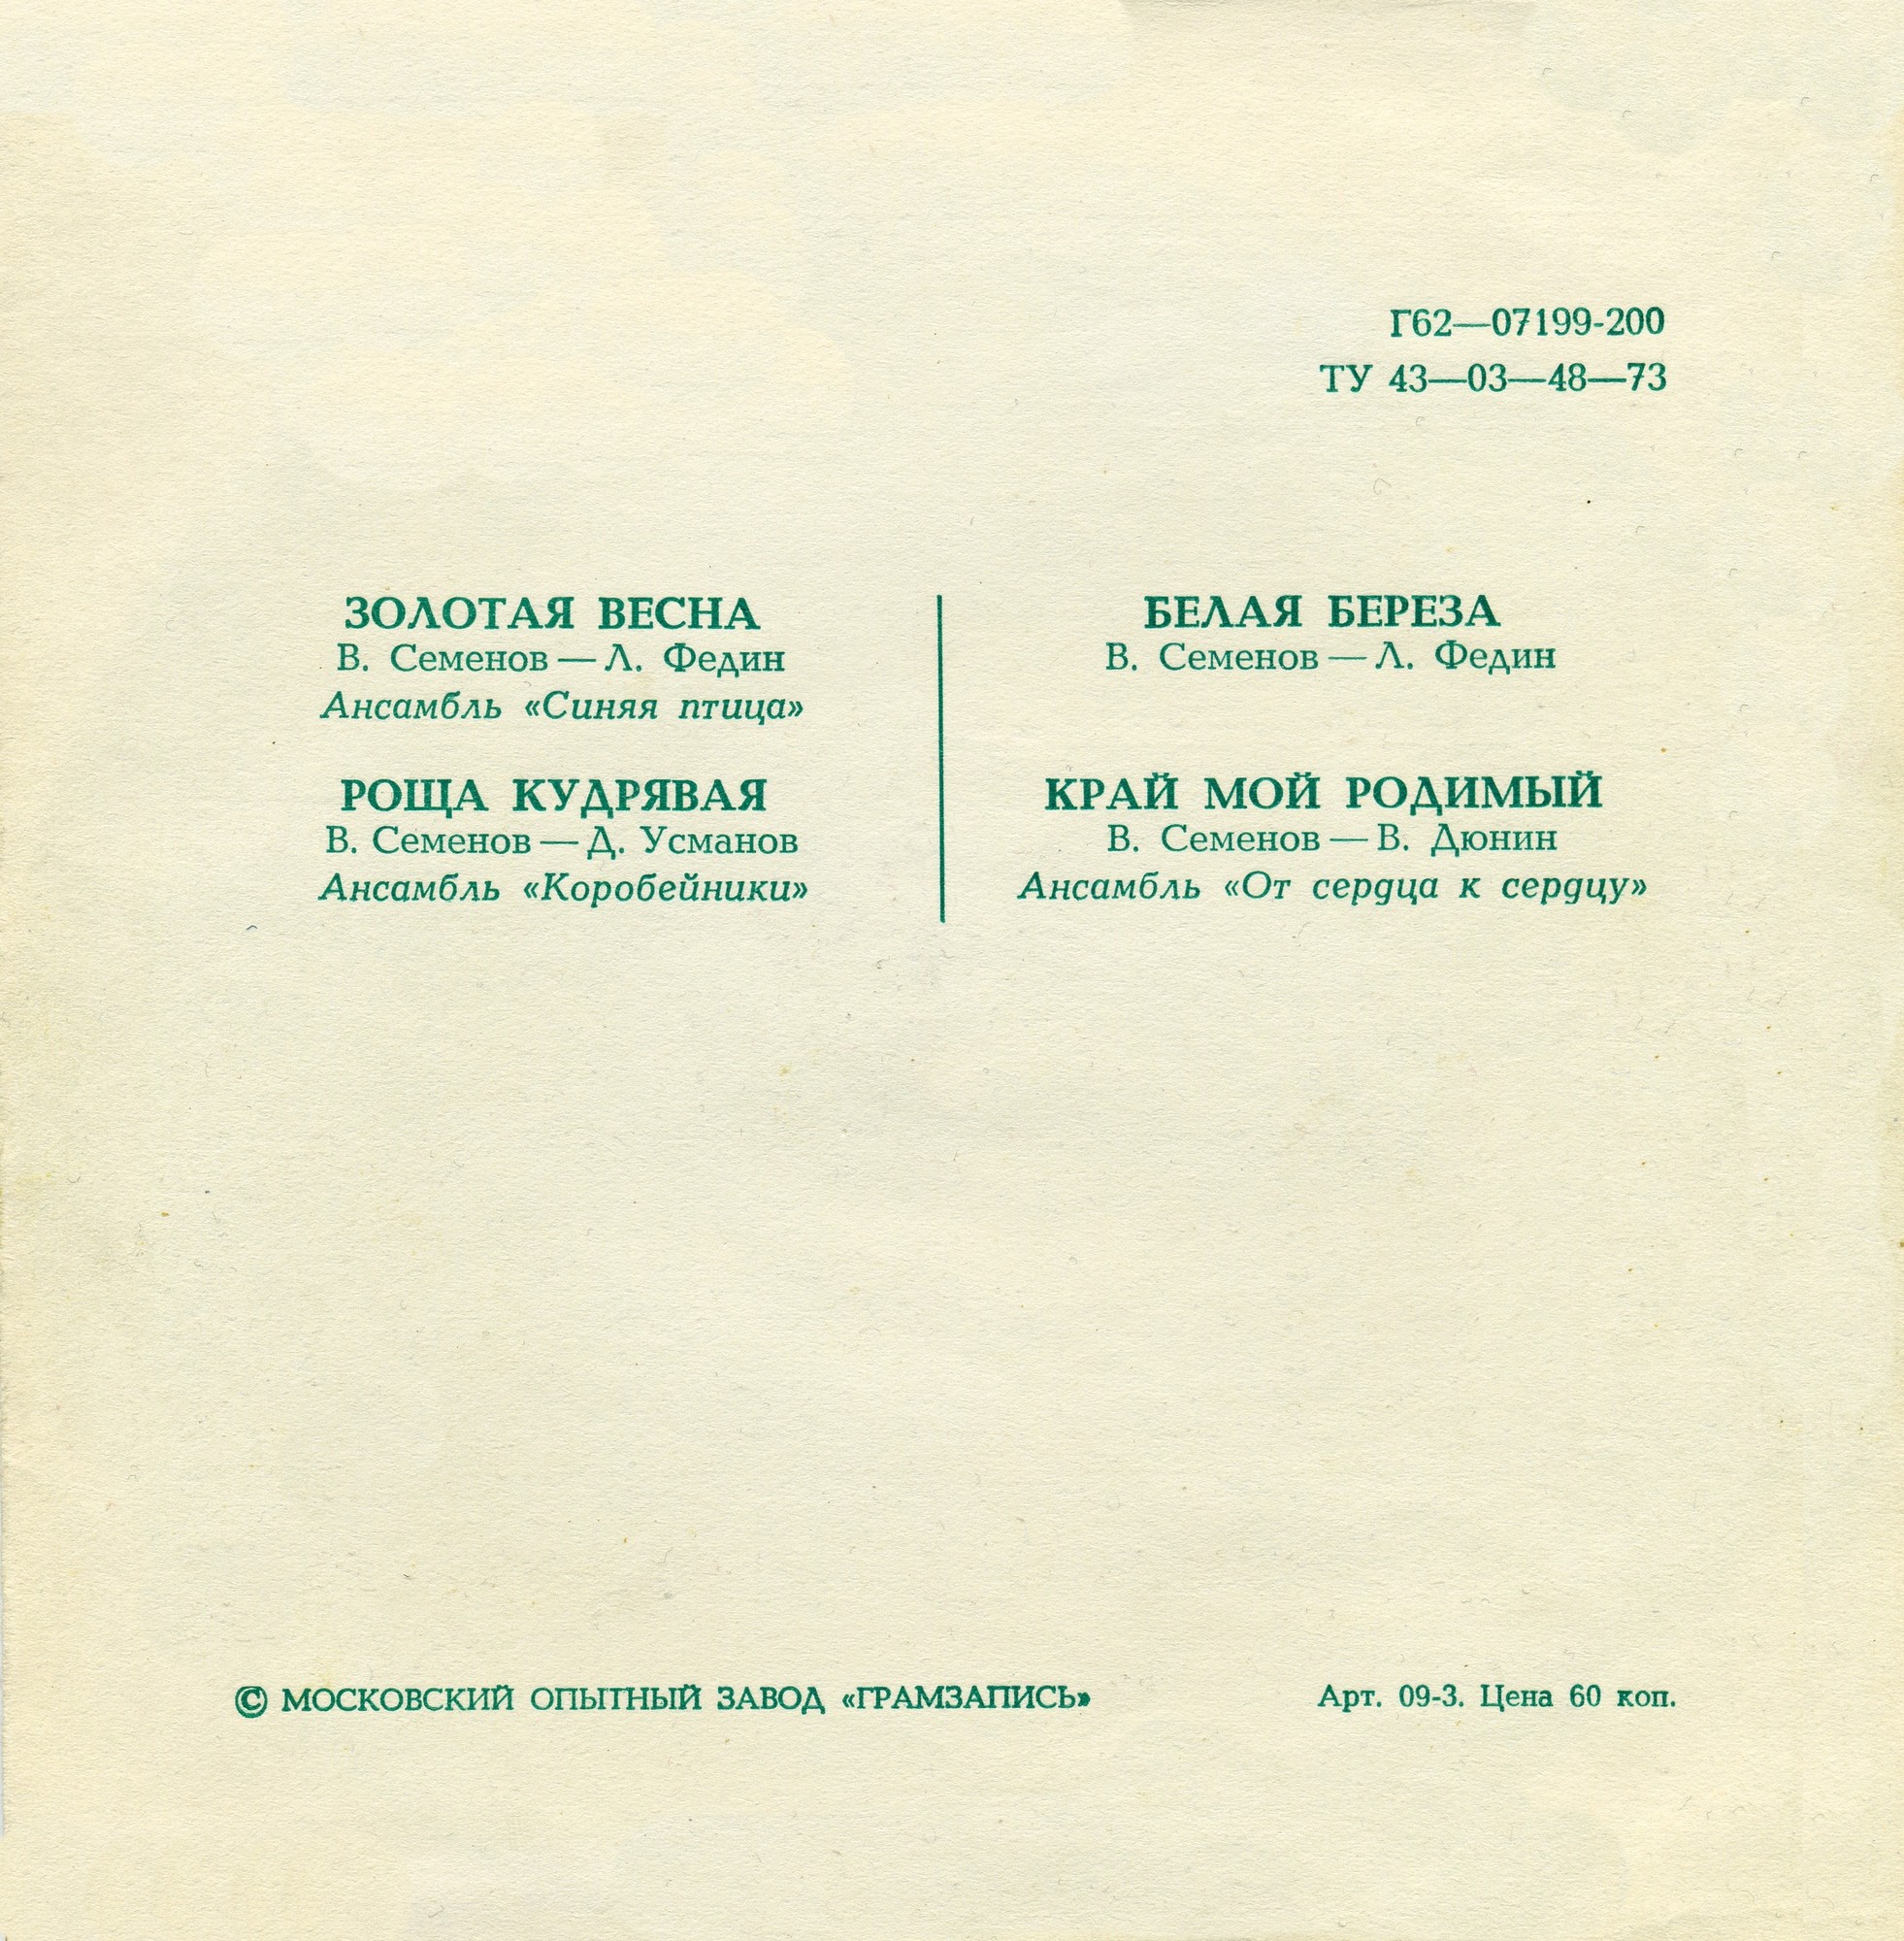 Г62—07199-200
ТУ 43—03—48—73
ЗОЛОТАЯ ВЕСНА
В. Семенов — Л. Федин
Ансамбль «Синяя птица»
РОЩА КУДРЯВАЯ
В. Семенов — Д. Усманов
Ансамбль «Коробейники»
БЕЛАЯ БЕРЕЗА
В. Семенов — Л. Федин
КРАЙ МОЙ РОДИМЫЙ
В. Семенов — В. Дюнин
Ансамбль «От сердца к сердцу»
© МОСКОВСКИЙ ОПЫТНЫЙ ЗАВОД «ГРАМЗАПИСЬ»
Арт. 09-3. Цена 60 коп.